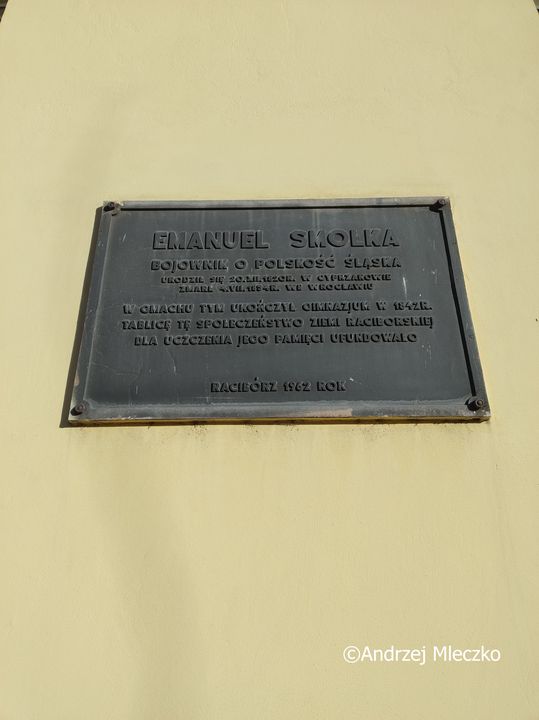 EMANUEL SMOLKA
BOJOWNIK O POLSKOŚĆ ŚLĄSKA
URODZIŁ SIĘ 20.XII.1820R. W CYPRZANOWIE
ZMARŁ 4.VII.1854R. WE WROCŁAWIU
W GMACHU TYM UKOŃCZYŁ GIMNAZJUM W 1842R.
TABLICĘ TĘ SPOŁECZEŃSTWO ZIEMI RACIBORSKIEJ
DLA UCZCZENIA JEGO PAMIĘCI UFUNDOWAŁO
RACIBÓRZ 1962 ROK
©Andrzej Mleczko